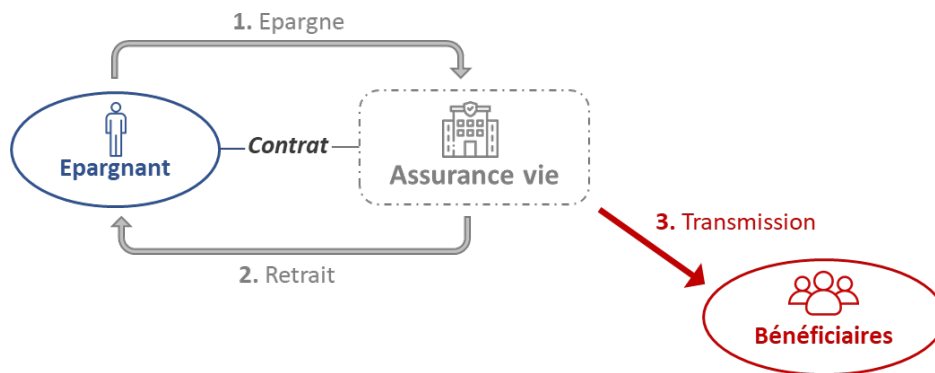 1. Epargne
Epargnant
Contrat
Assurance vie
2. Retrait
3. Transmission
Bénéficiaires